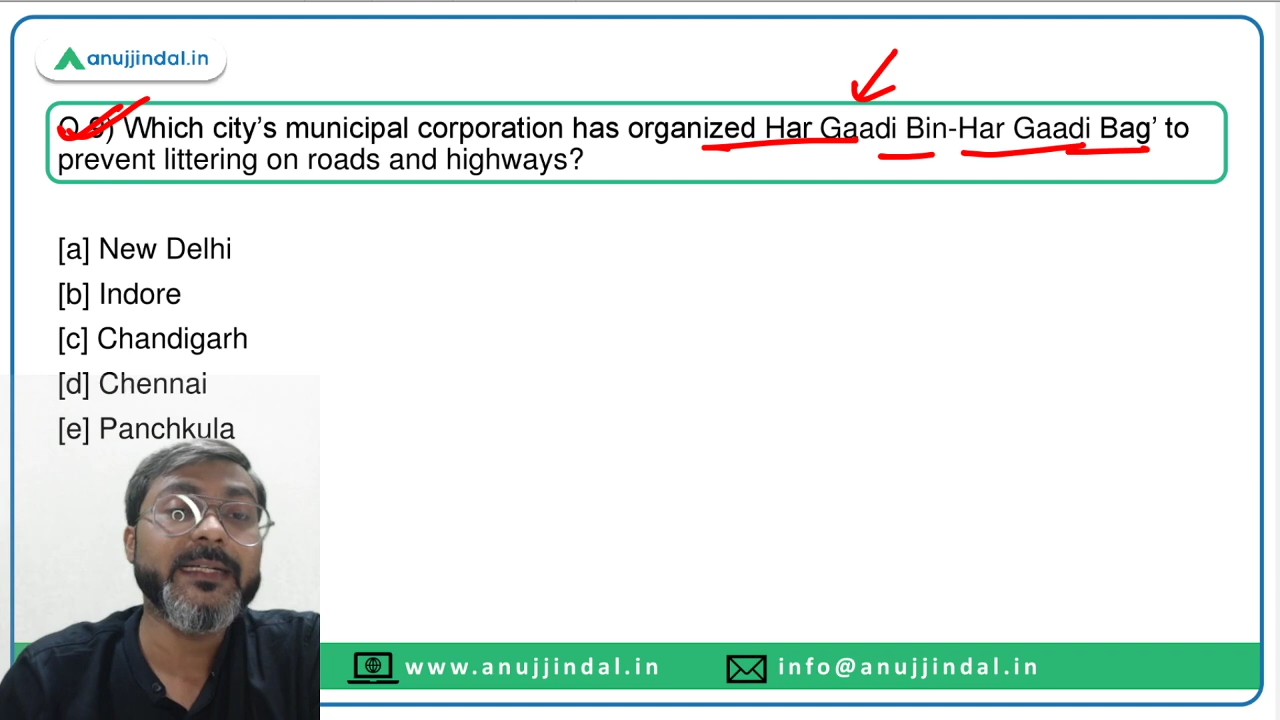 anujjindal.in
Q.9) Which city’s municipal corporation has organized Har Gaadi Bin-Har Gaadi Bag’ to
prevent littering on roads and highways?
[a] New Delhi
[b] Indore
[c] Chandigarh
[d] Chennai
[e] Panchkula
www.anujjindal.in
info@anujjindal.in